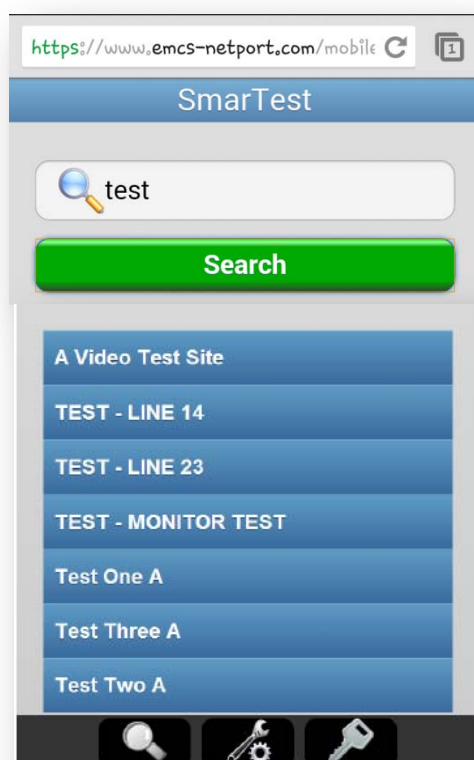 https://www.emcs-netport.com/mobile
1
SmarTest
test
Search
A Video Test Site
TEST - LINE 14
TEST - LINE 23
TEST - MONITOR TEST
Test One A
Test Three A
Test Two A